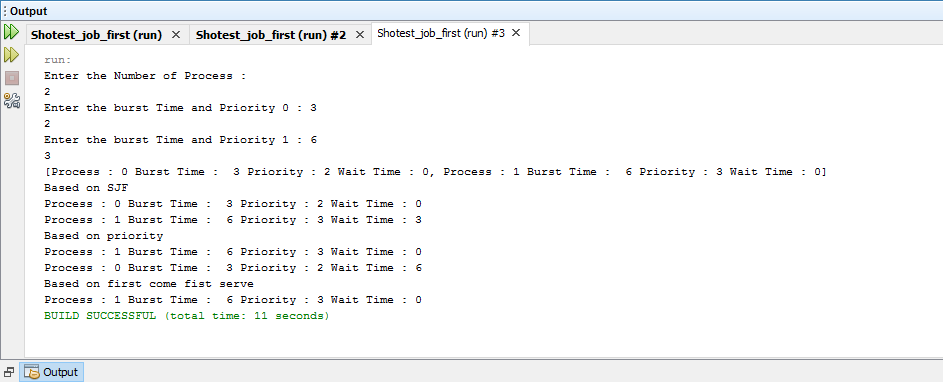 Output
Shotest_job_first (run) × Shotest_job_first (run) #2 × Shotest_job_first (run) #3 ×
run:
Enter the Number of Process :
2
Enter the burst Time and Priority 0 : 3
2
Enter the burst Time and Priority 1 : 6
3
[Process : 0 Burst Time :  3 Priority : 2 Wait Time : 0, Process : 1 Burst Time :  6 Priority : 3 Wait Time : 0]
Based on SJF
Process : 0 Burst Time :  3 Priority : 2 Wait Time : 0
Process : 1 Burst Time :  6 Priority : 3 Wait Time : 3
Based on priority
Process : 1 Burst Time :  6 Priority : 3 Wait Time : 0
Process : 0 Burst Time :  3 Priority : 2 Wait Time : 6
Based on first come fist serve
Process : 1 Burst Time :  6 Priority : 3 Wait Time : 0
BUILD SUCCESSFUL (total time: 11 seconds)
Output